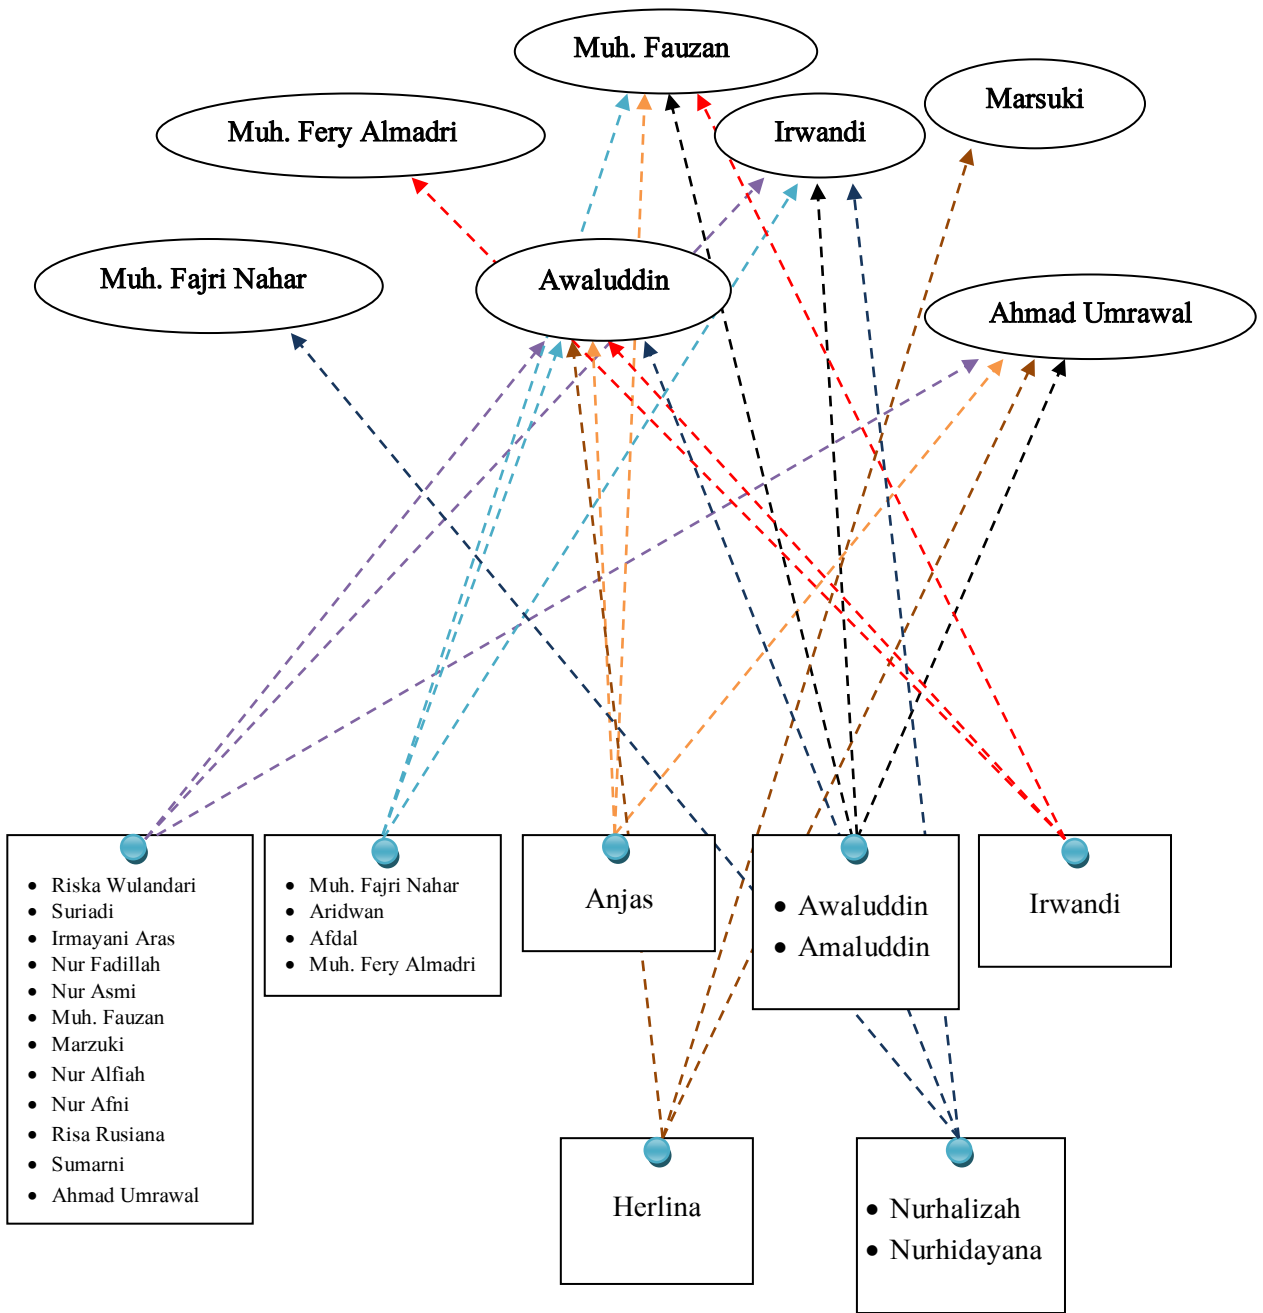 Muh. Fauzan
Marsuki
Muh. Fery Almadri
Irwandi
Muh. Fajri Nahar
Awaluddin
Ahmad Umrawal
• Riska Wulandari
• Suriadi
• Irmayani Aras
• Nur Fadillah
• Nur Asmi
• Muh. Fauzan
• Marzuki
• Nur Alfiah
• Nur Afni
• Risa Rusiana
• Sumarni
• Ahmad Umrawal
• Muh. Fajri Nahar
• Aridwan
• Afdal
• Muh. Fery Almadri
Anjas
• Awaluddin
• Amaluddin
Irwandi
Herlina
• Nurhalizah
• Nurhidayana